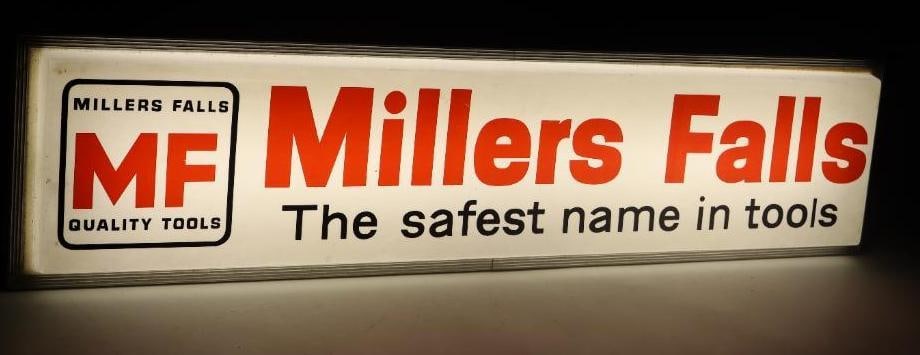 MILLERS FALLS
MF
QUALITY TOOLS
Millers Falls
The safest name in tools